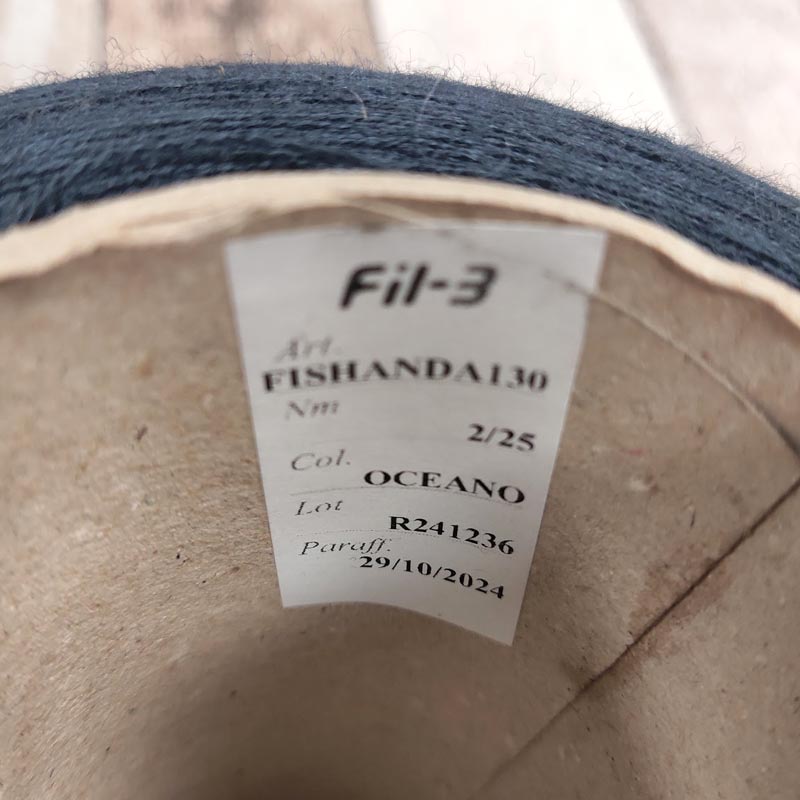 Fil-3
Art.
FISHANDA130
Nm
2/25
Col.
OCEANO
Lot
R241236
Paraff.
29/10/2024